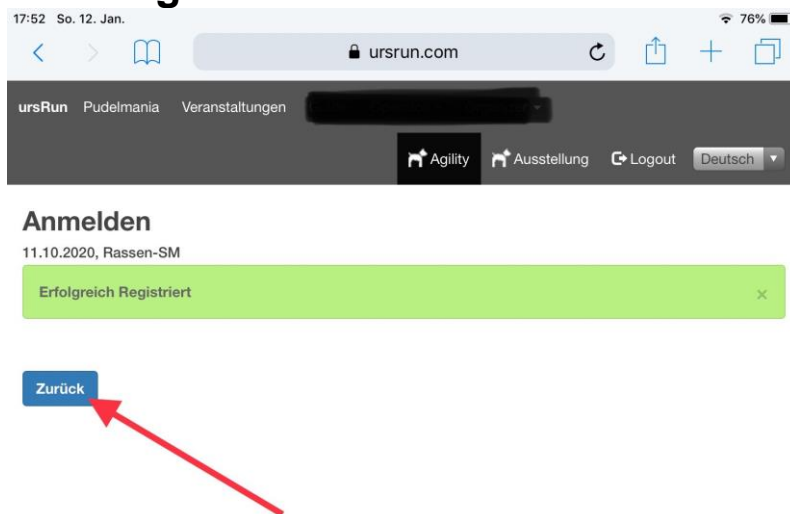 17:52 So. 12. Jan.
76%
ursrun.com
ursRun Pudelmania Veranstaltungen
Agility Ausstellung Logout Deutsch
Anmelden
11.10.2020, Rassen-SM
Erfolgreich Registriert ×
Zurück